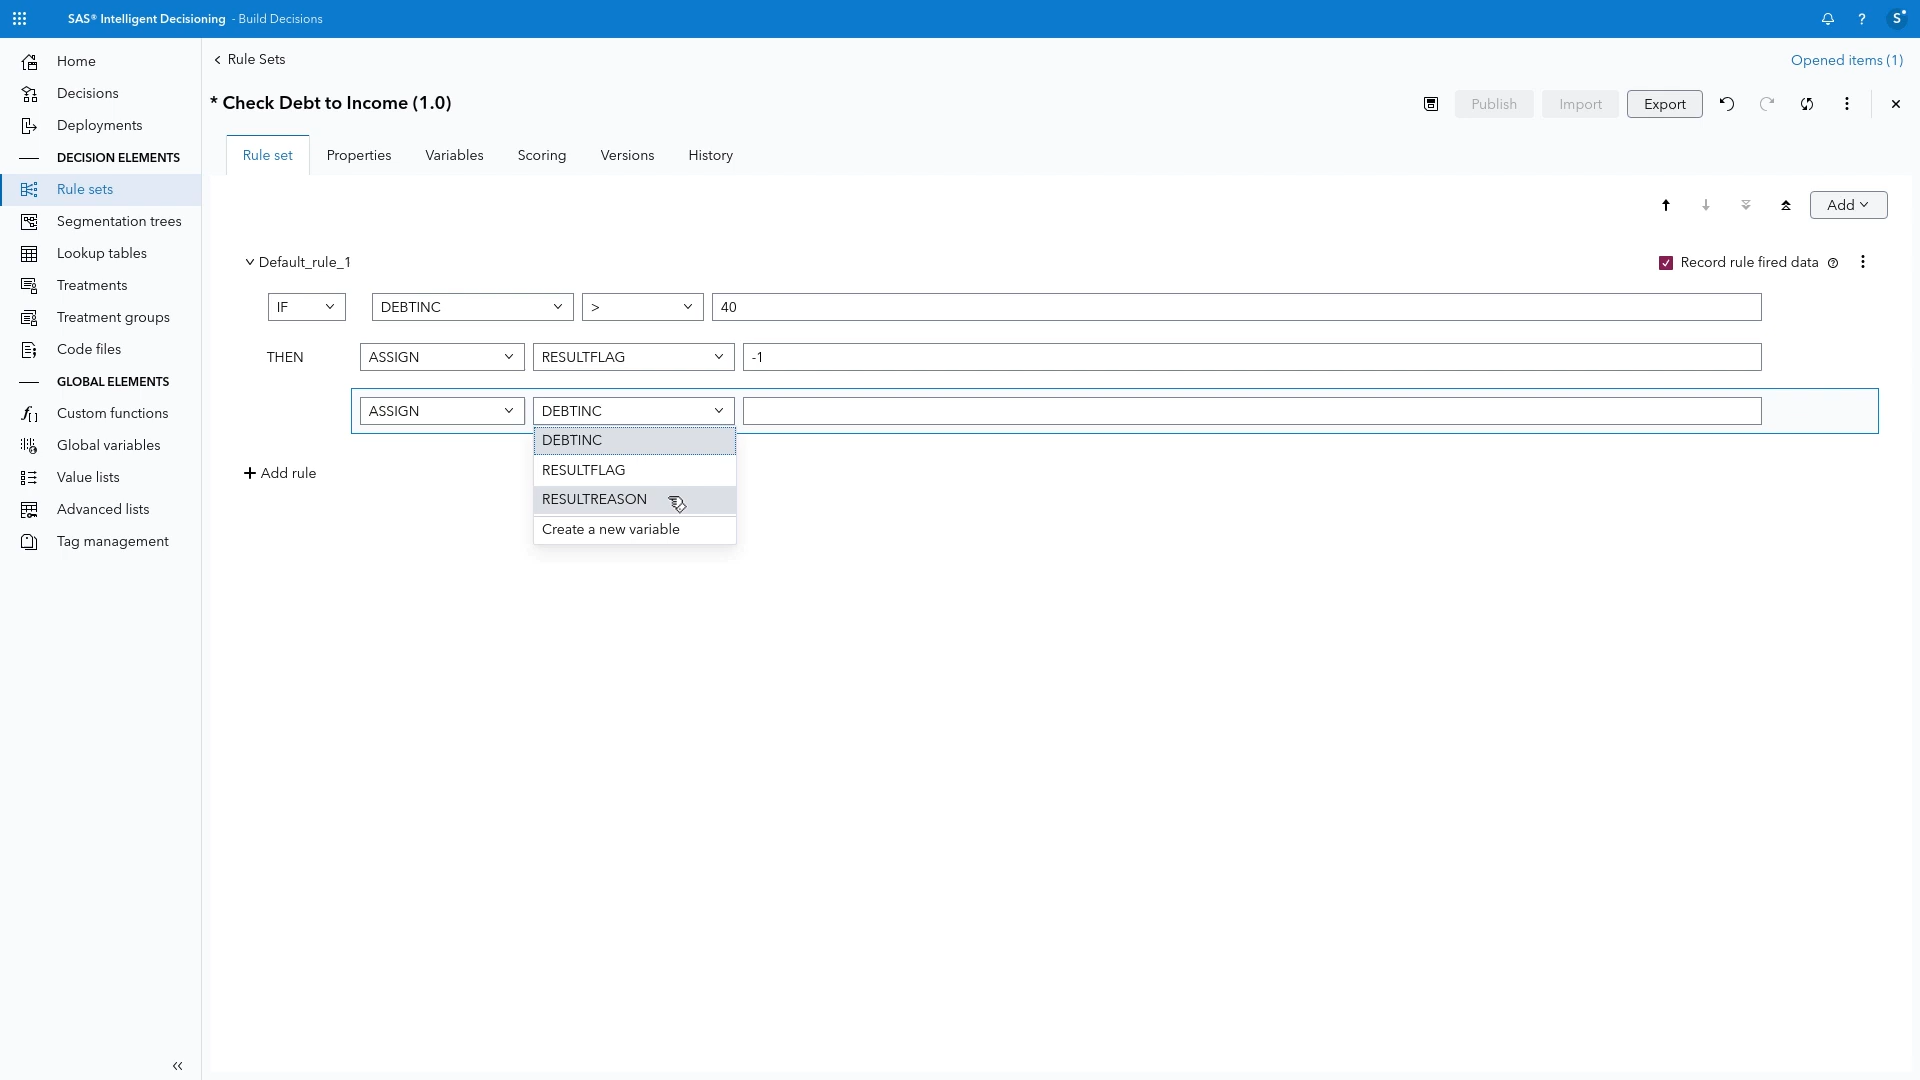 SAS® Intelligent Decisioning - Build Decisions
?
S
Home
Decisions
Deployments
DECISION ELEMENTS
Rule sets
Segmentation trees
Lookup tables
Treatments
Treatment groups
Code files
GLOBAL ELEMENTS
Custom functions
Global variables
Value lists
Advanced lists
Tag management
Rule Sets
Opened items (1)
* Check Debt to Income (1.0)
Publish
Import
Export
Rule set
Properties
Variables
Scoring
Versions
History
Add
Default_rule_1
Record rule fired data
IF DEBTINC > 40
THEN ASSIGN RESULTFLAG -1
ASSIGN DEBTINC
DEBTINC
RESULTFLAG
RESULTREASON
Create a new variable
Add rule